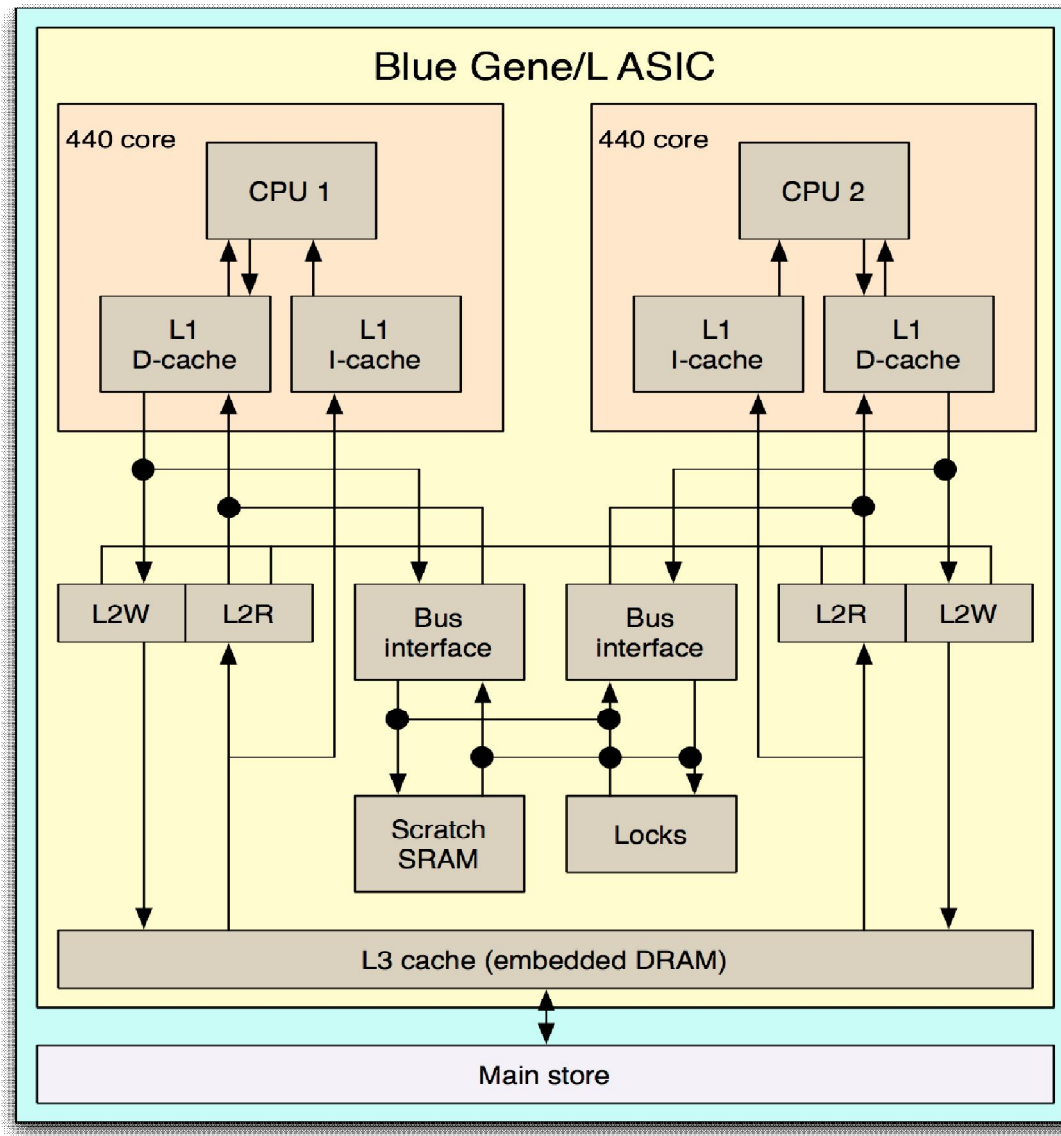 Blue Gene/L ASIC
440 core
CPU 1
L1
D-cache
L1
I-cache
440 core
CPU 2
L1
I-cache
L1
D-cache
L2W
L2R
Bus
interface
Bus
interface
L2R
L2W
Scratch
SRAM
Locks
L3 cache (embedded DRAM)
Main store